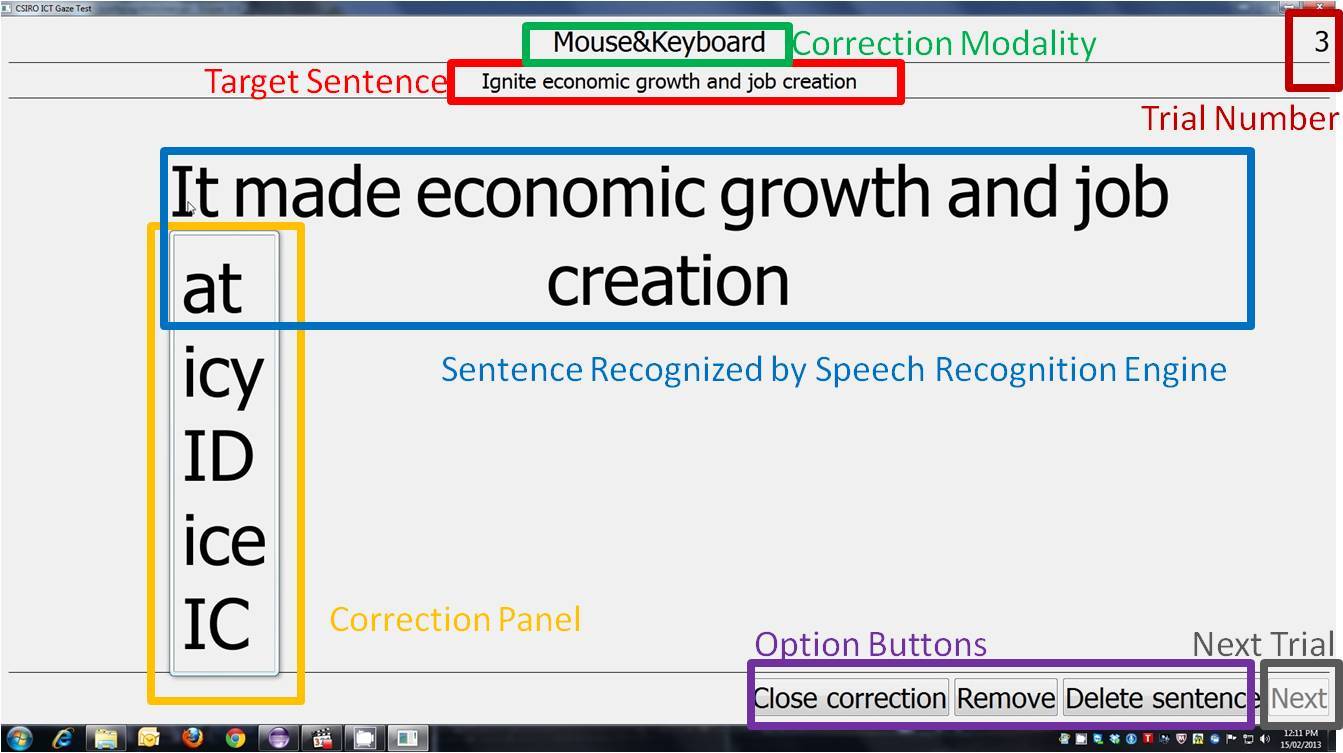 CSIRO ICT Gaze Test
Mouse&Keyboard
Correction Modality
3
Target Sentence
Ignite economic growth and job creation
Trial Number
It made economic growth and job
creation
at
icy
ID
ice
IC
Sentence Recognized by Speech Recognition Engine
Correction Panel
Option Buttons
Next Trial
Close correction
Remove
Delete sentence
Next
12:11 PM
15/02/2013